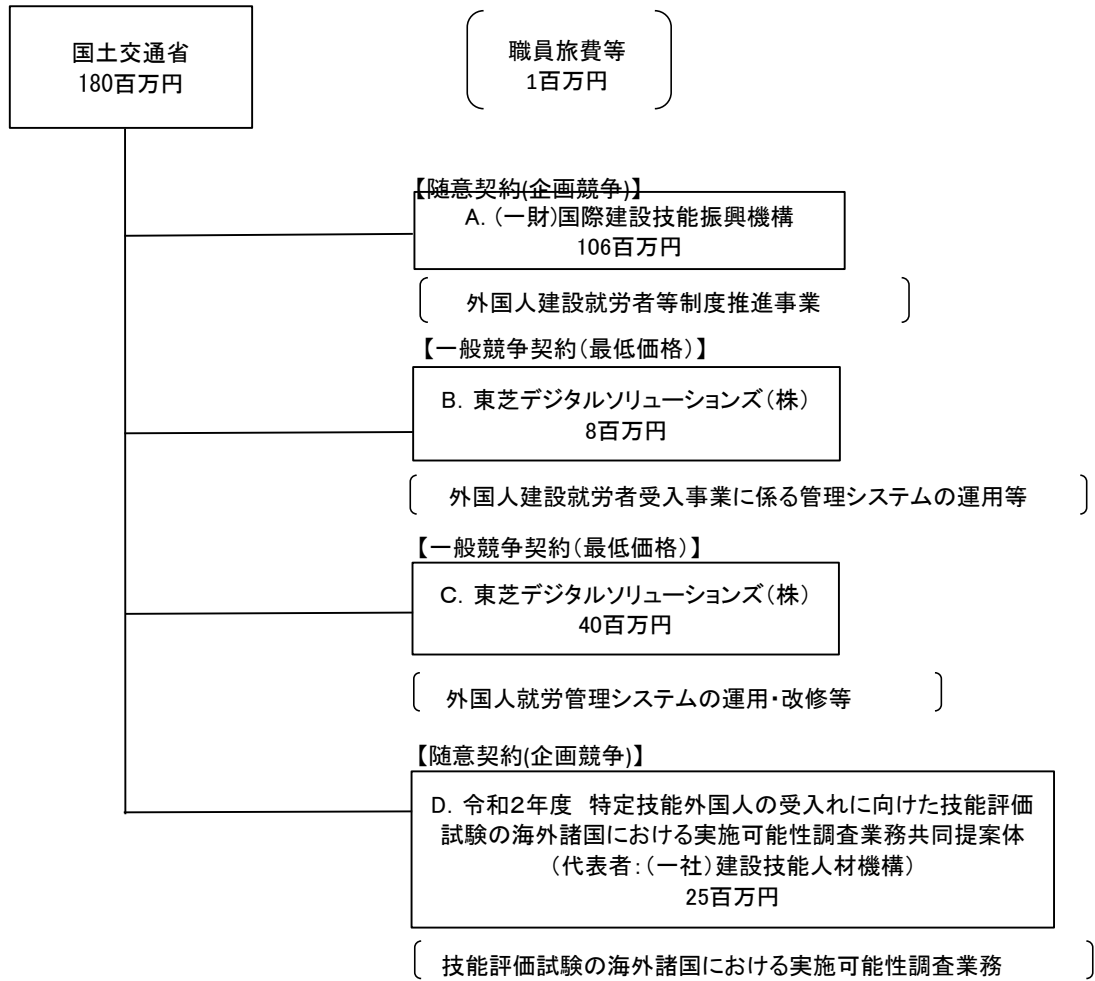 国土交通省
180百万円
職員旅費等
1百万円
【随意契約(企画競争)】
A．（一財）国際建設技能振興機構
106百万円
外国人建設就労者等制度推進事業
【一般競争契約（最低価格）】
B．東芝デジタルソリューションズ（株）
8百万円
外国人建設就労者受入事業に係る管理システムの運用等
【一般競争契約（最低価格）】
C．東芝デジタルソリューションズ（株）
40百万円
外国人就労管理システムの運用・改修等
【随意契約(企画競争)】
D．令和２年度　特定技能外国人の受入れに向けた技能評価
試験の海外諸国における実施可能性調査業務共同提案体
（代表者：（一社）建設技能人材機構）
25百万円
技能評価試験の海外諸国における実施可能性調査業務